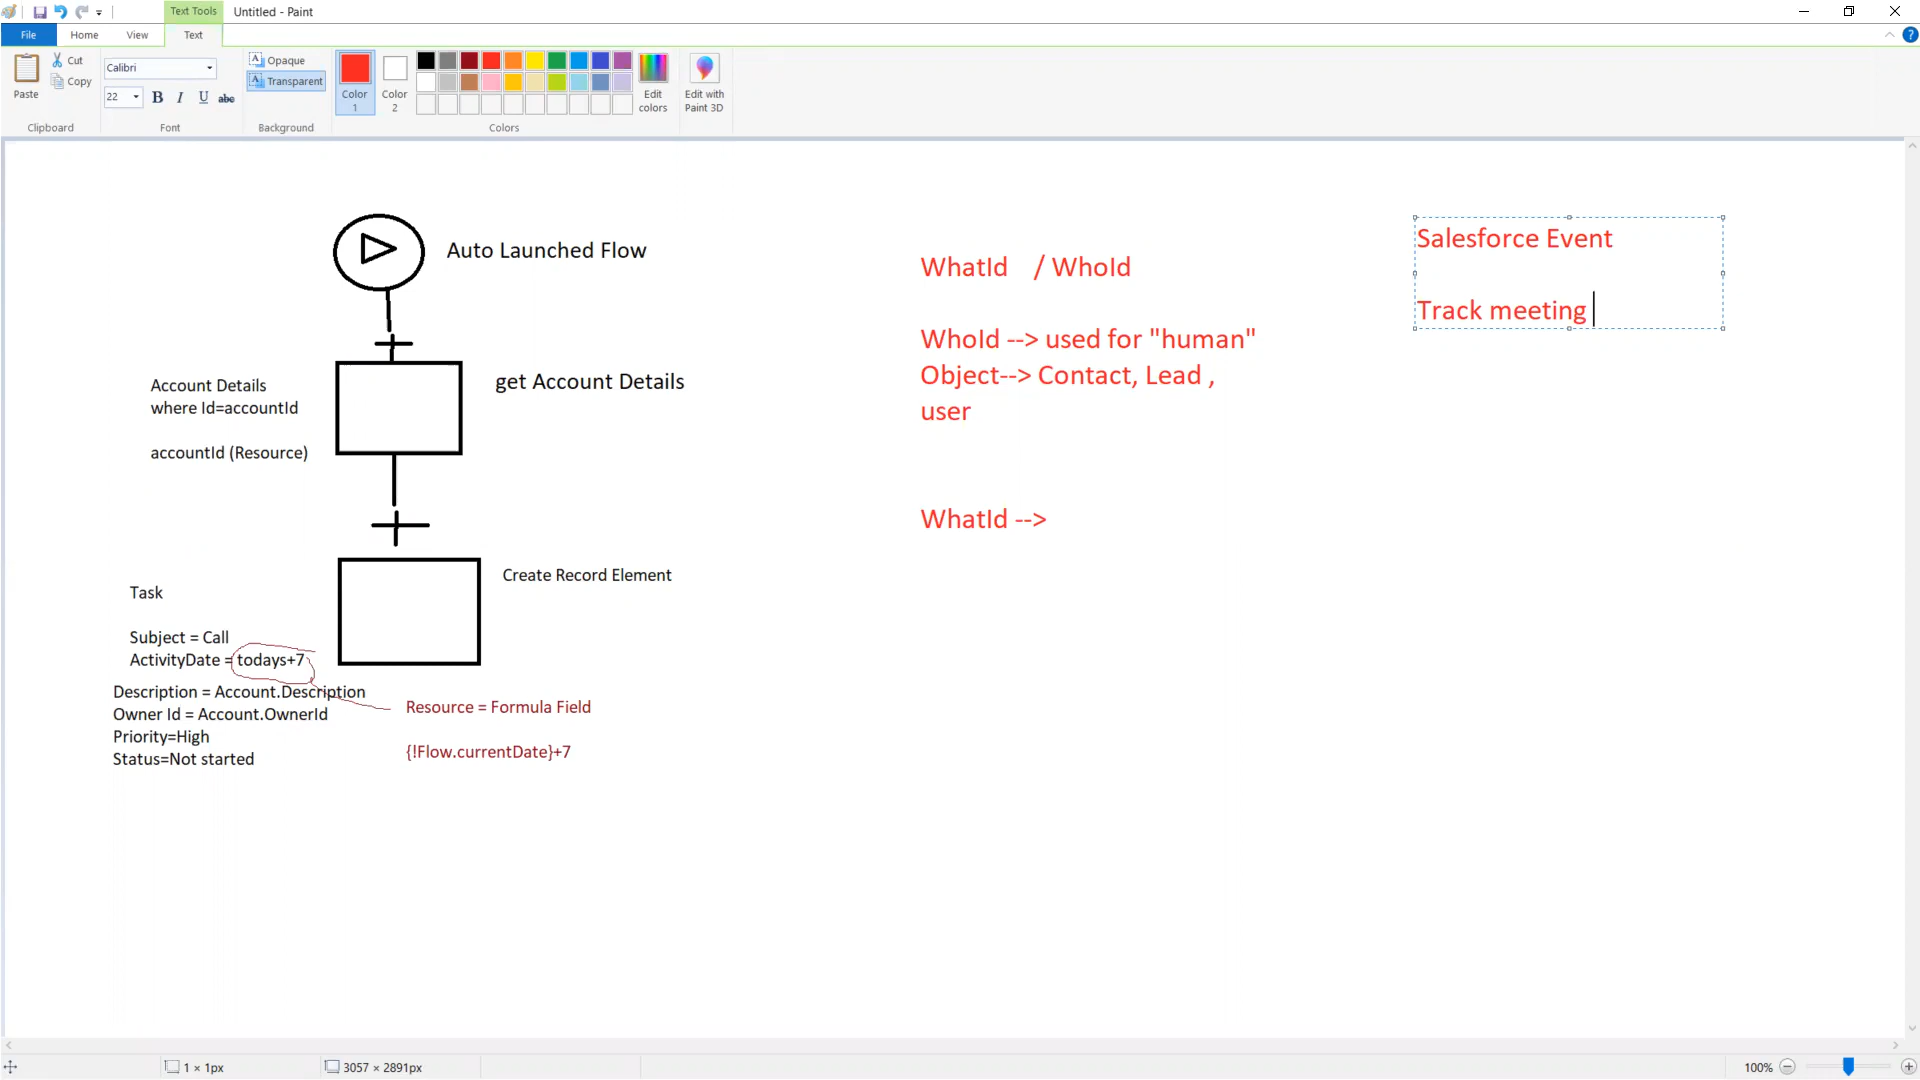 Text Tools
Untitled - Paint
File
Home
View
Text
Paste
Cut
Copy
Clipboard
Calibri
22
B
I
U
abc
Font
A
Opaque
A
Transparent
Background
Color
1
Color
2
Edit
colors
Colors
Edit with
Paint 3D
?
Auto Launched Flow
get Account Details
Account Details
where Id=accountId
accountId (Resource)
Create Record Element
Task
Subject = Call
ActivityDate = todays+7
Description = Account.Description
Owner Id = Account.OwnerId
Priority=High
Status=Not started
Resource = Formula Field
{!Flow.currentDate}+7
WhatId / WhoId
WhoId --> used for "human"
Object--> Contact, Lead ,
user
WhatId -->
Salesforce Event
Track meeting
1 × 1px
3057 × 2891px
100%